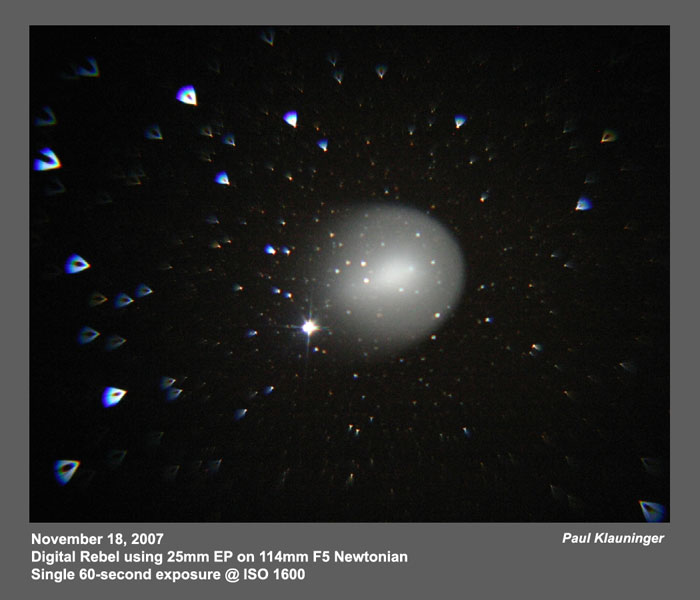 November 18, 2007
Paul Klauninger
Digital Rebel using 25mm EP on 114mm F5 Newtonian
Single 60-second exposure @ ISO 1600